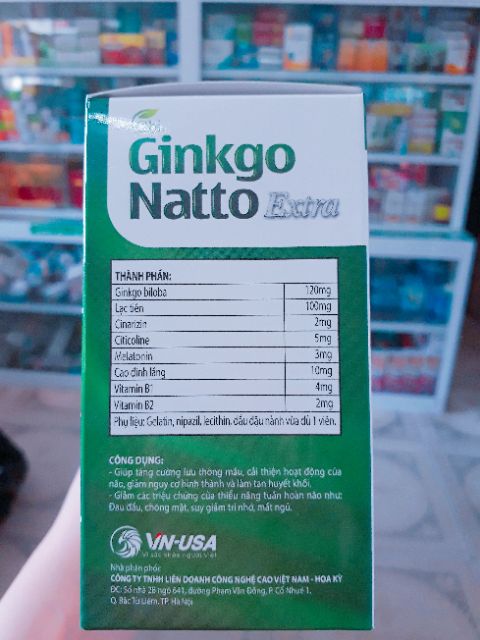 Ginkgo
Natto Extra
THÀNH PHẦN:
Ginkgo biloba 120mg
Lạc tiên 100mg
Cinarizin 2mg
Citicoline 5mg
Melatonin 3mg
Cao đinh lăng 10mg
Vitamin B1 4mg
Vitamin B2 2mg
Phụ liệu: Gelatin, nipazil, lecithin, dầu đậu nành vừa đủ 1 viên.
CÔNG DỤNG:
- Giúp tăng cường lưu thông máu, cải thiện hoạt động của
não, giảm nguy cơ hình thành và làm tan huyết khối.
- Giảm các triệu chứng của thiểu năng tuần hoàn não như:
Đau đầu, chóng mặt, suy giảm trí nhớ, mất ngủ.
VN-USA
Vì sức khỏe người Việt
Nhà phân phối:
CÔNG TY TNHH LIÊN DOANH CÔNG NGHỆ CAO VIỆT NAM - HOA KỲ
ĐC: Số nhà 2B ngõ 641, đường Phạm Văn Đồng, P. Cổ Nhuế 1,
Q. Bắc Từ Liêm, TP. Hà Nội